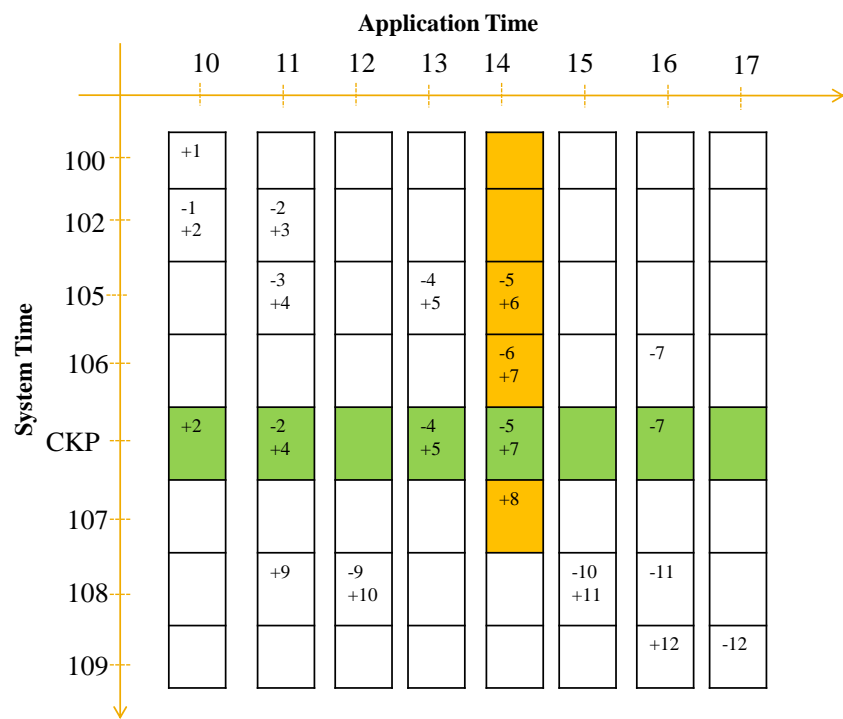 Application Time
10 11 12 13 14 15 16 17
System Time
100 +1
102 -1 -2
+2 +3
105 -3 -4 -5
+4 +5 +6
106 -6 -7
+7
CKP +2 -2 -4 -5 -7
+4 +5 +7
107 +8
108 +9 -9 -10 -11
+10 +11
109 +12 -12